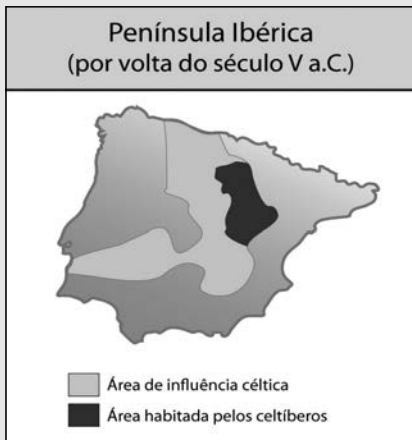 Península Ibérica
(por volta do século V a.C.)
Área de influência céltica
Área habitada pelos celtíberos